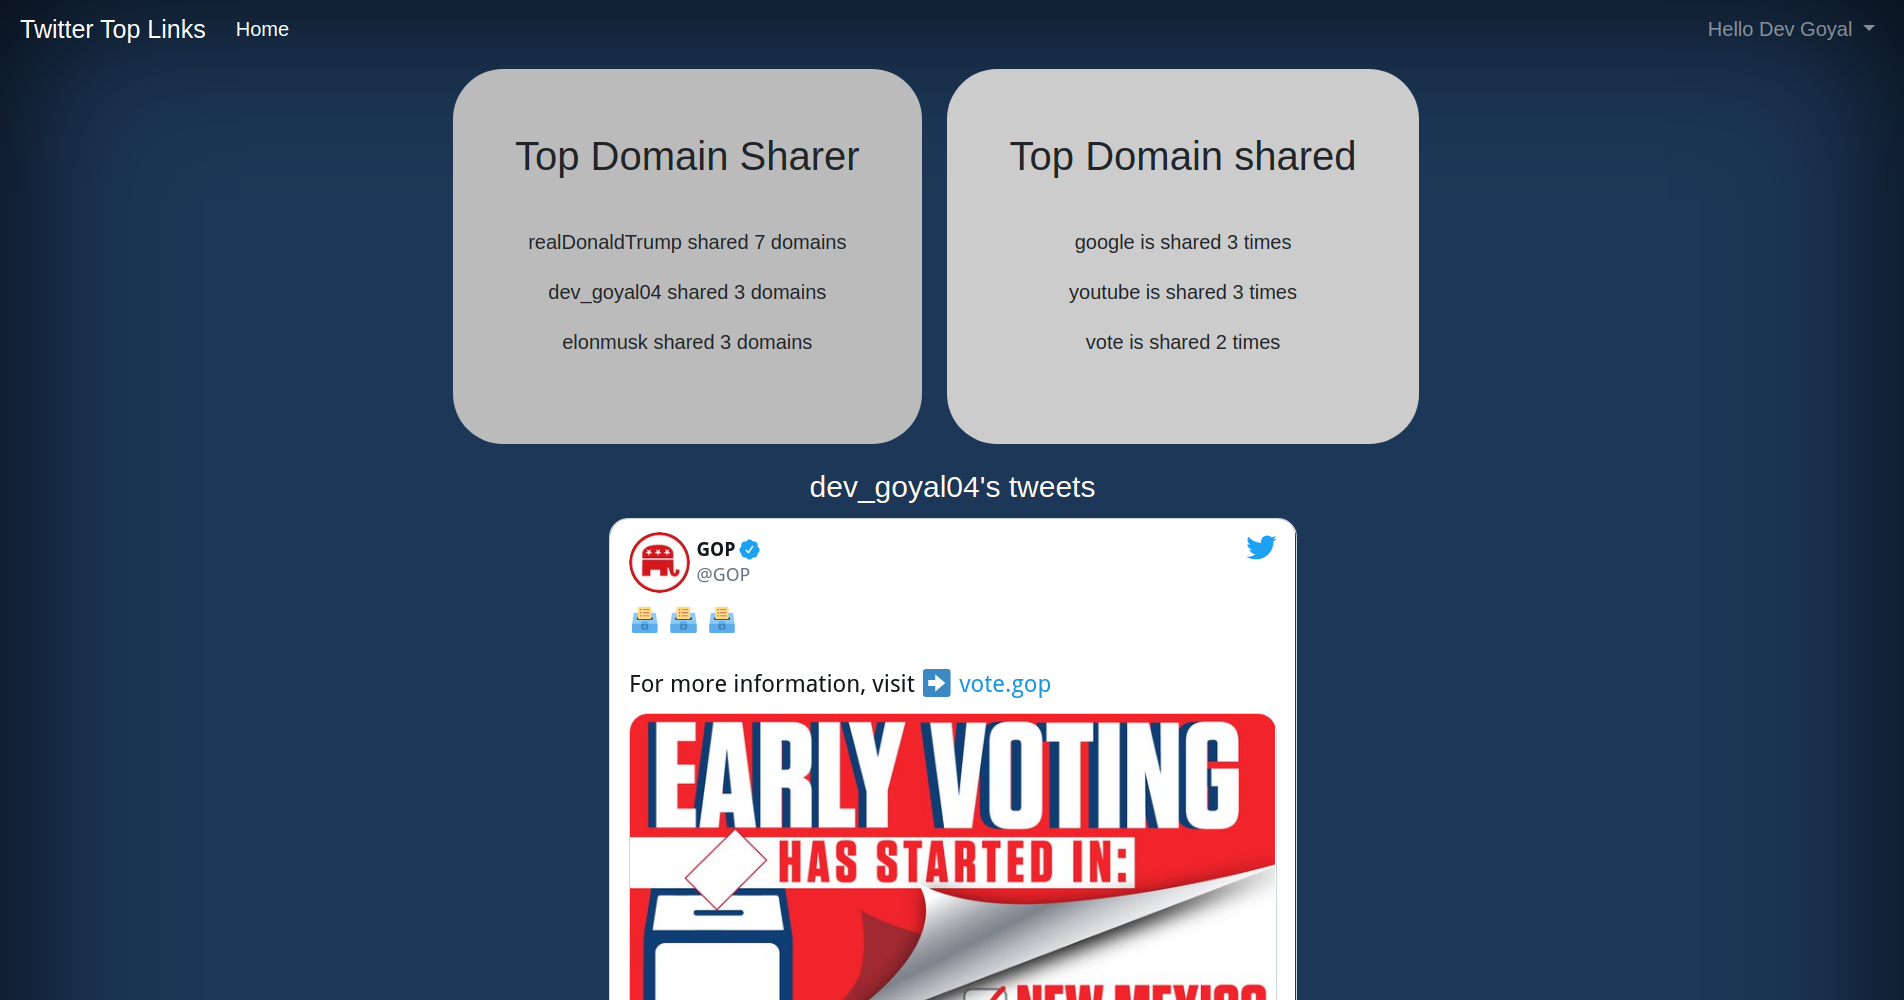 Twitter Top Links Home Hello Dev Goyal
Top Domain Sharer
realDonaldTrump shared 7 domains
dev_goyal04 shared 3 domains
elonmusk shared 3 domains
Top Domain shared
google is shared 3 times
youtube is shared 3 times
vote is shared 2 times
dev_goyal04's tweets
GOP
@GOP
For more information, visit ➡️ vote.gop
EARLY VOTING
HAS STARTED IN:
NEW MEXICO